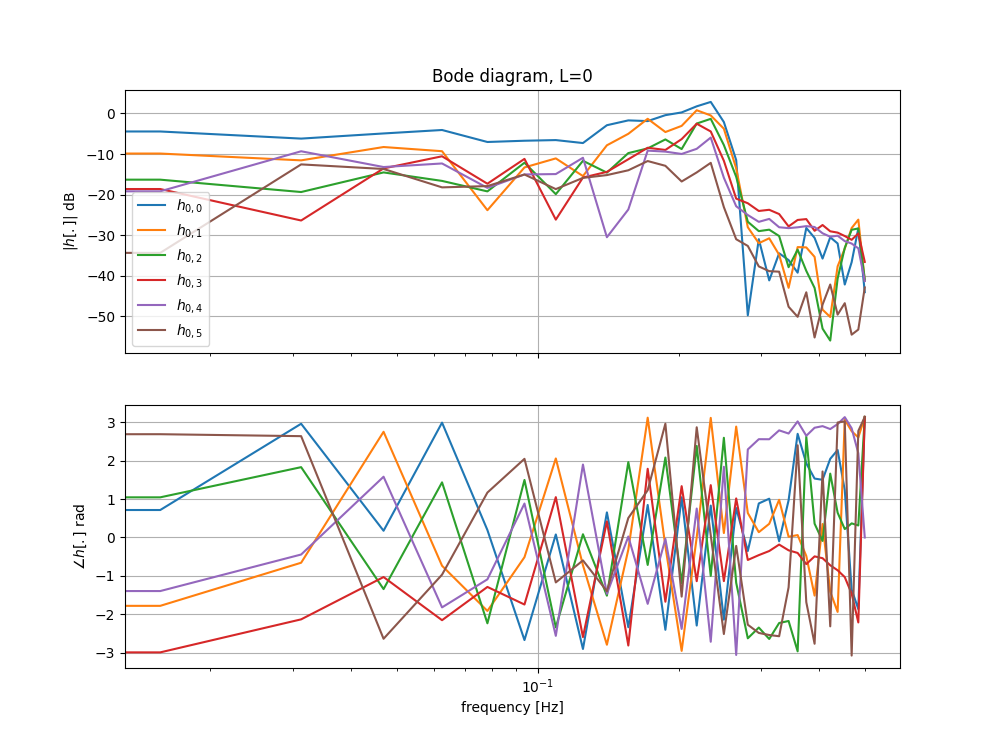 Bode diagram, L=0
|h[.]| dB
0
−10
−20
−30
−40
−50
h0,0
h0,1
h0,2
h0,3
h0,4
h0,5
∠h[.] rad
3
2
1
0
−1
−2
−3
10−1
frequency [Hz]